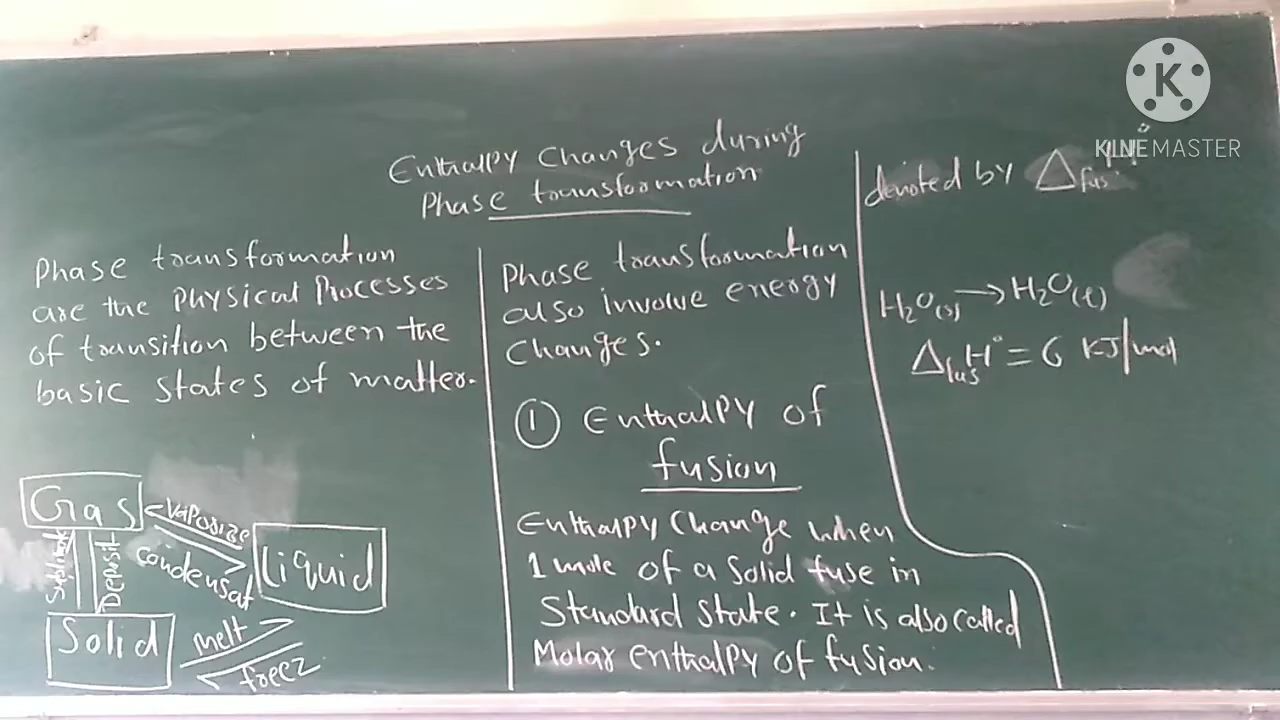 K
KINEMASTER
Enthalpy Changes during
Phase transformation
Phase transformation
are the Physical Processes
of transition between the
basic states of matter.
Gas
Vaporize
Condensat
Liquid
Deposit
Solid
melt
freez
Phase transformation
also involve energy
Changes.
① Enthalpy of
fusion
Enthalpy Change when
1 mole of a solid fuse in
Standard state. It is also called
Molar enthalpy of fusion.
denoted by Δfus H°
H₂O(s) → H₂O(l)
ΔfusH° = 6 KJ/mol